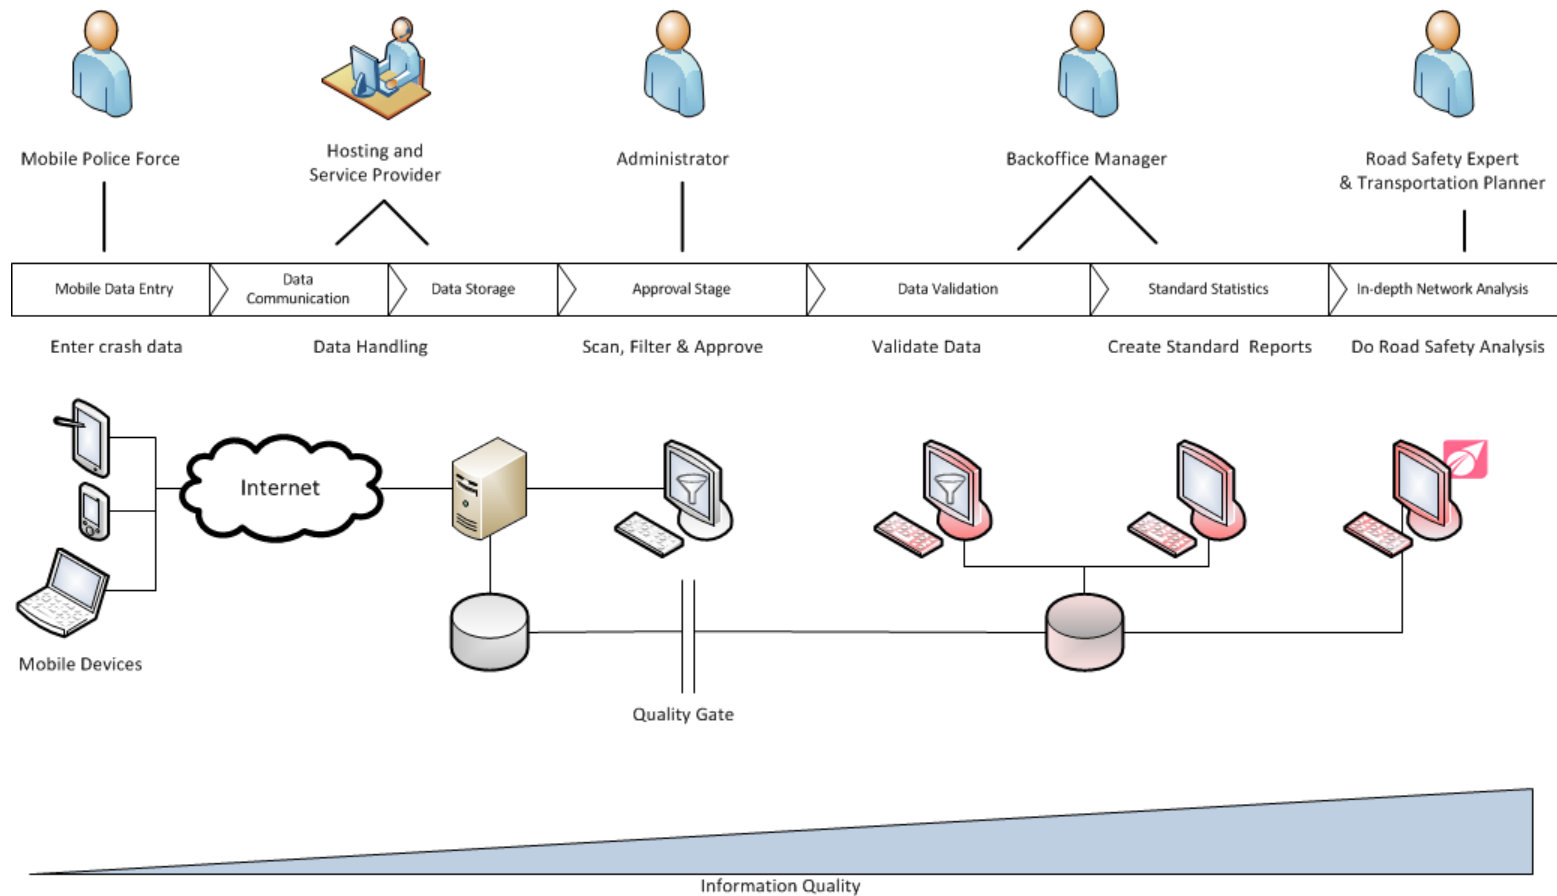 Mobile Police Force
Hosting and
Service Provider
Administrator
Backoffice Manager
Road Safety Expert
& Transportation Planner
Mobile Data Entry
Data
Communication
Data Storage
Approval Stage
Data Validation
Standard Statistics
In-depth Network Analysis
Enter crash data
Data Handling
Scan, Filter & Approve
Validate Data
Create Standard Reports
Do Road Safety Analysis
Internet
Mobile Devices
Quality Gate
Information Quality